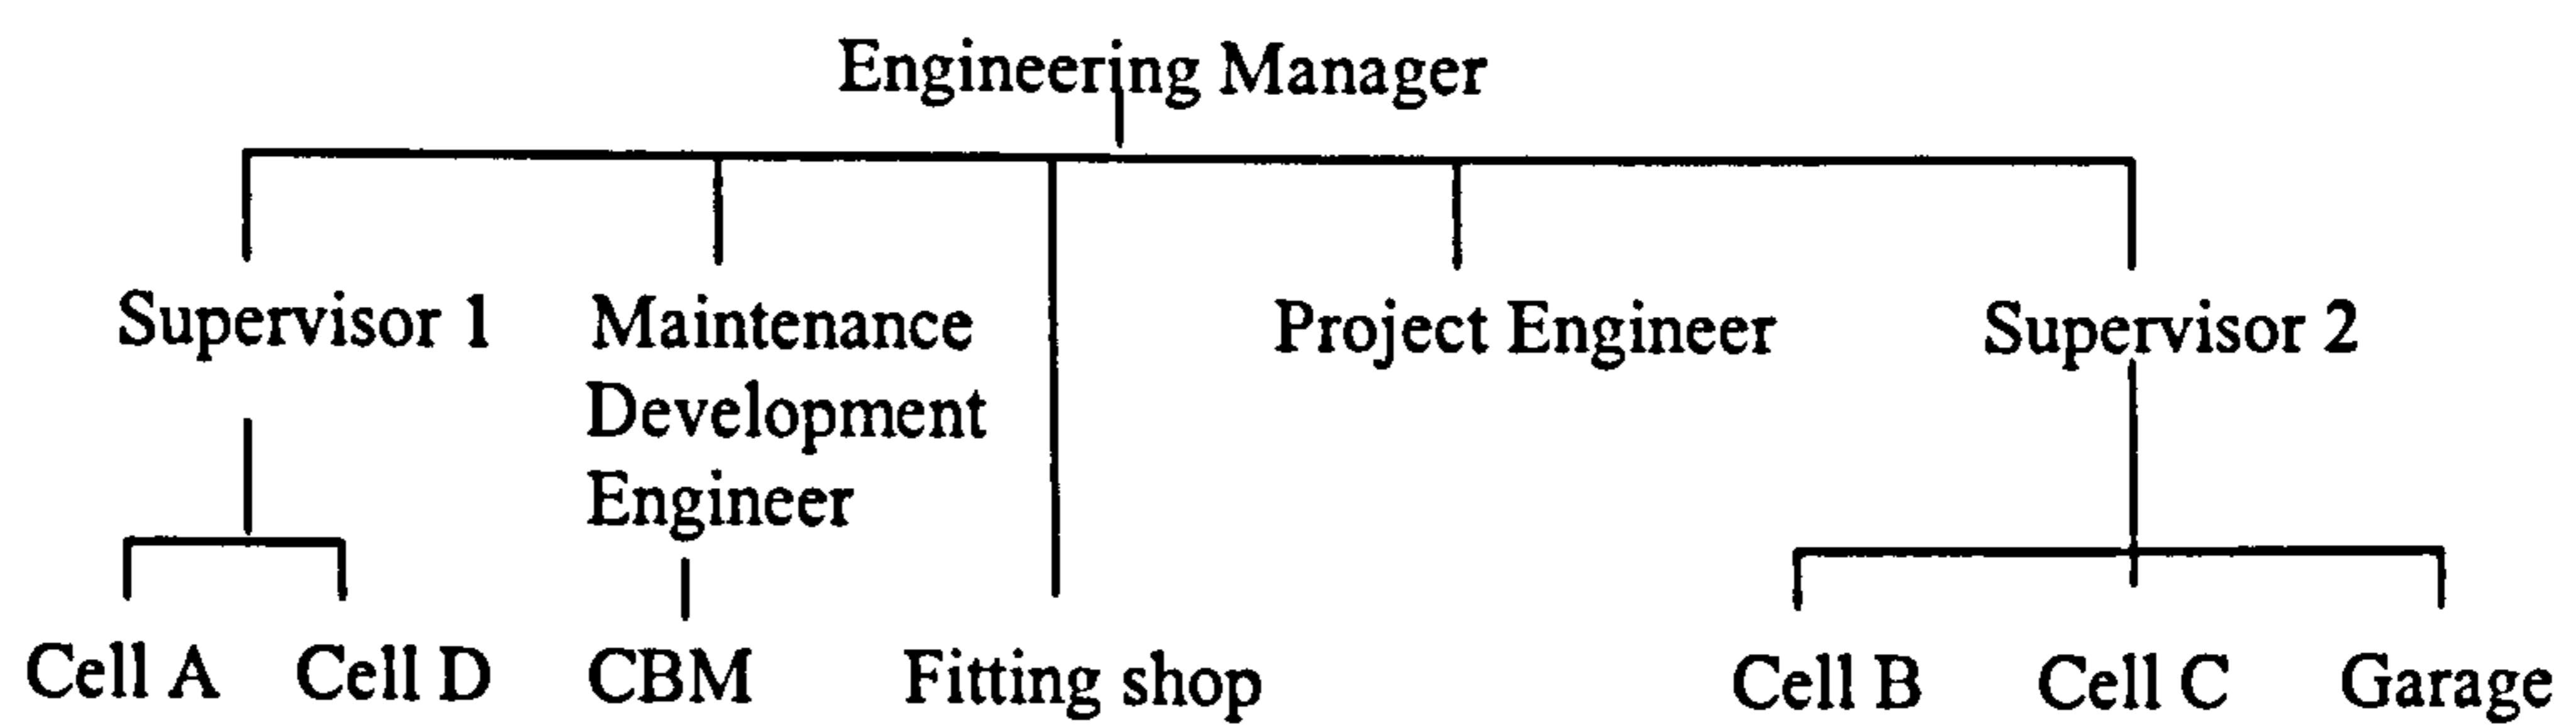 Engineering Manager
Supervisor 1
Maintenance
Development
Engineer
Project Engineer
Supervisor 2
Cell A
Cell D
CBM
Fitting shop
Cell B
Cell C
Garage